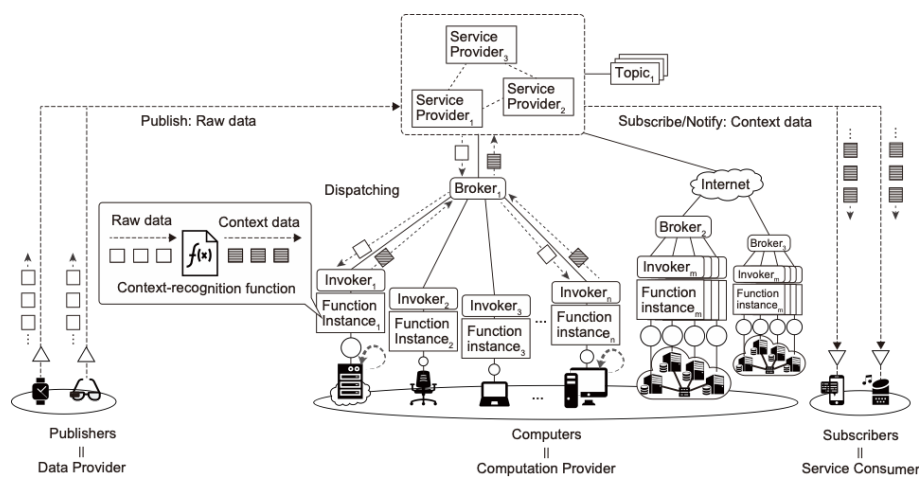 Service
Provider3
Service
Provider1
Service
Provider2
Topic1
Publish: Raw data
Subscribe/Notify: Context data
Dispatching
Broker1
Internet
Raw data
Context data
f(x)
Context-recognition function
Invoker1
Function
Instance1
Invoker2
Function
Instance2
Invoker3
Function
instance3
...
Invokern
Function
instancen
Broker2
Invokerm
Function
instancem
Broker3
Invokerm
Function
instancem
...
Publishers
=
Data Provider
Computers
=
Computation Provider
Subscribers
=
Service Consumer